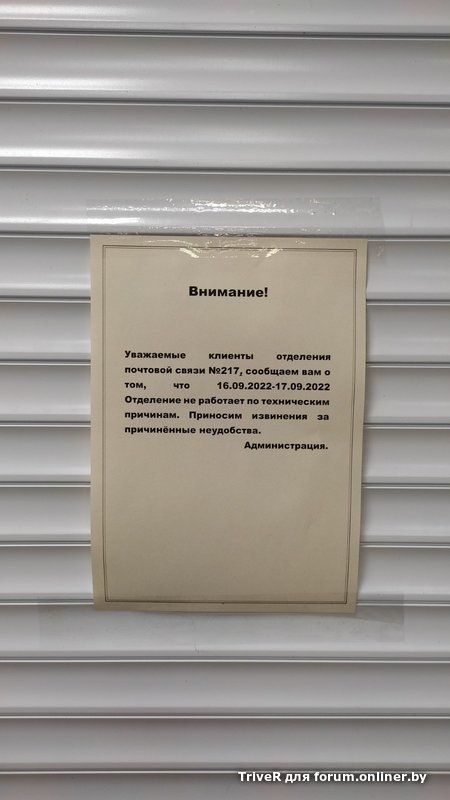 Внимание!
Уважаемые клиенты отделения
почтовой связи №217, сообщаем вам о
том, что 16.09.2022-17.09.2022
Отделение не работает по техническим
причинам. Приносим извинения за
причинённые неудобства.
Администрация.
TriveR для forum.onliner.by